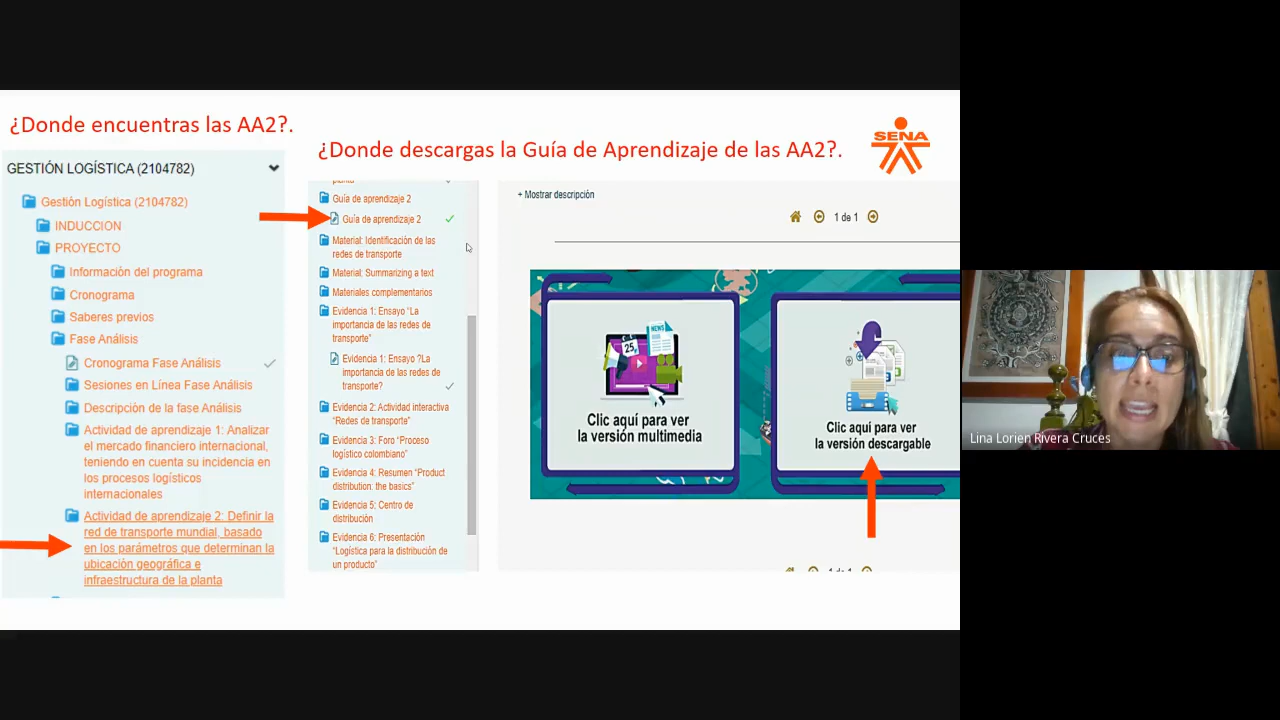 ¿Donde encuentras las AA2?.
GESTIÓN LOGÍSTICA (2104782)
Gestión Logística (2104782)
INDUCCION
PROYECTO
Información del programa
Cronograma
Saberes previos
Fase Análisis
Cronograma Fase Análisis
Sesiones en Línea Fase Análisis
Descripción de la fase Análisis
Actividad de aprendizaje 1: Analizar
el mercado financiero internacional,
teniendo en cuenta su incidencia en
los procesos logísticos
internacionales
Actividad de aprendizaje 2: Definir la
red de transporte mundial, basado
en los parámetros que determinan la
ubicación geográfica e
infraestructura de la planta
¿Donde descargas la Guía de Aprendizaje de las AA2?.
SENA
Guía de aprendizaje 2
Guía de aprendizaje 2
Material: Identificación de las
redes de transporte
Material: Summarizing a text
Materiales complementarios
Evidencia 1: Ensayo "La
importancia de las redes de
transporte"
Evidencia 1: Ensayo ?La
importancia de las redes de
transporte?
Evidencia 2: Actividad interactiva
"Redes de transporte"
Evidencia 3: Foro "Proceso
logístico colombiano"
Evidencia 4: Resumen "Product
distribution: the basics"
Evidencia 5: Centro de
distribución
Evidencia 6: Presentación
"Logística para la distribución de
un producto"
+ Mostrar descripción
1 de 1
NEWS
25,
Clic aquí para ver
la versión multimedia
Clic aquí para ver
la versión descargable
1 de 1
Lina Lorien Rivera Cruces